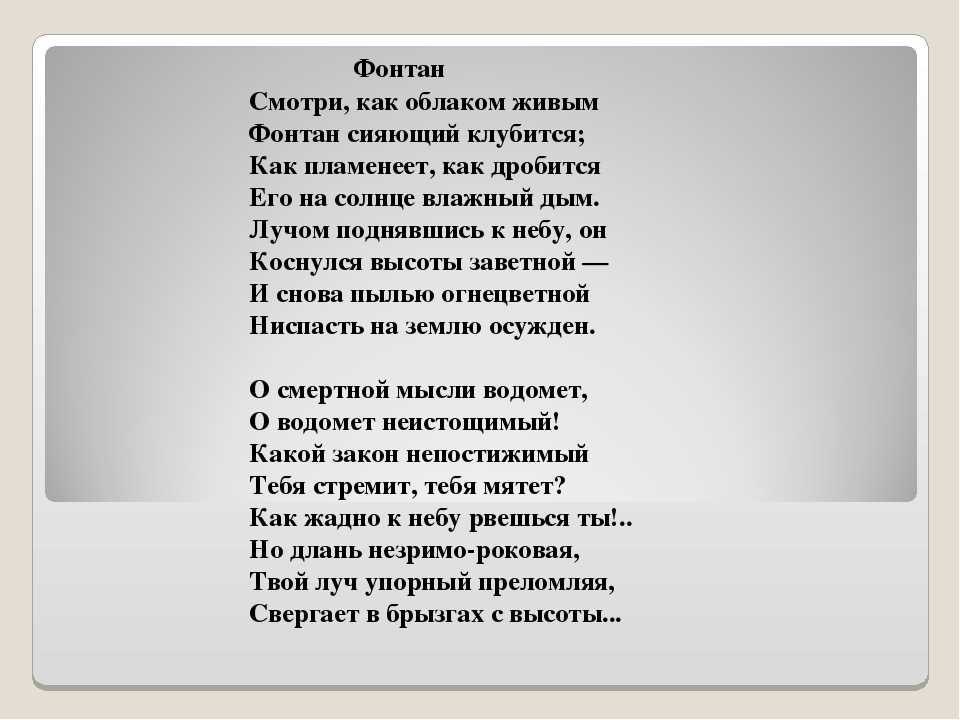 Фонтан
Смотри, как облаком живым
Фонтан сияющий клубится;
Как пламенеет, как дробится
Его на солнце влажный дым.
Лучом поднявшись к небу, он
Коснулся высоты заветной —
И снова пылью огнецветной
Ниспасть на землю осужден.

О смертной мысли водомет,
О водомет неистощимый!
Какой закон непостижимый
Тебя стремит, тебя мятет?
Как жадно к небу рвешься ты!..
Но длань незримо-роковая,
Твой луч упорный преломляя,
Свергает в брызгах с высоты...